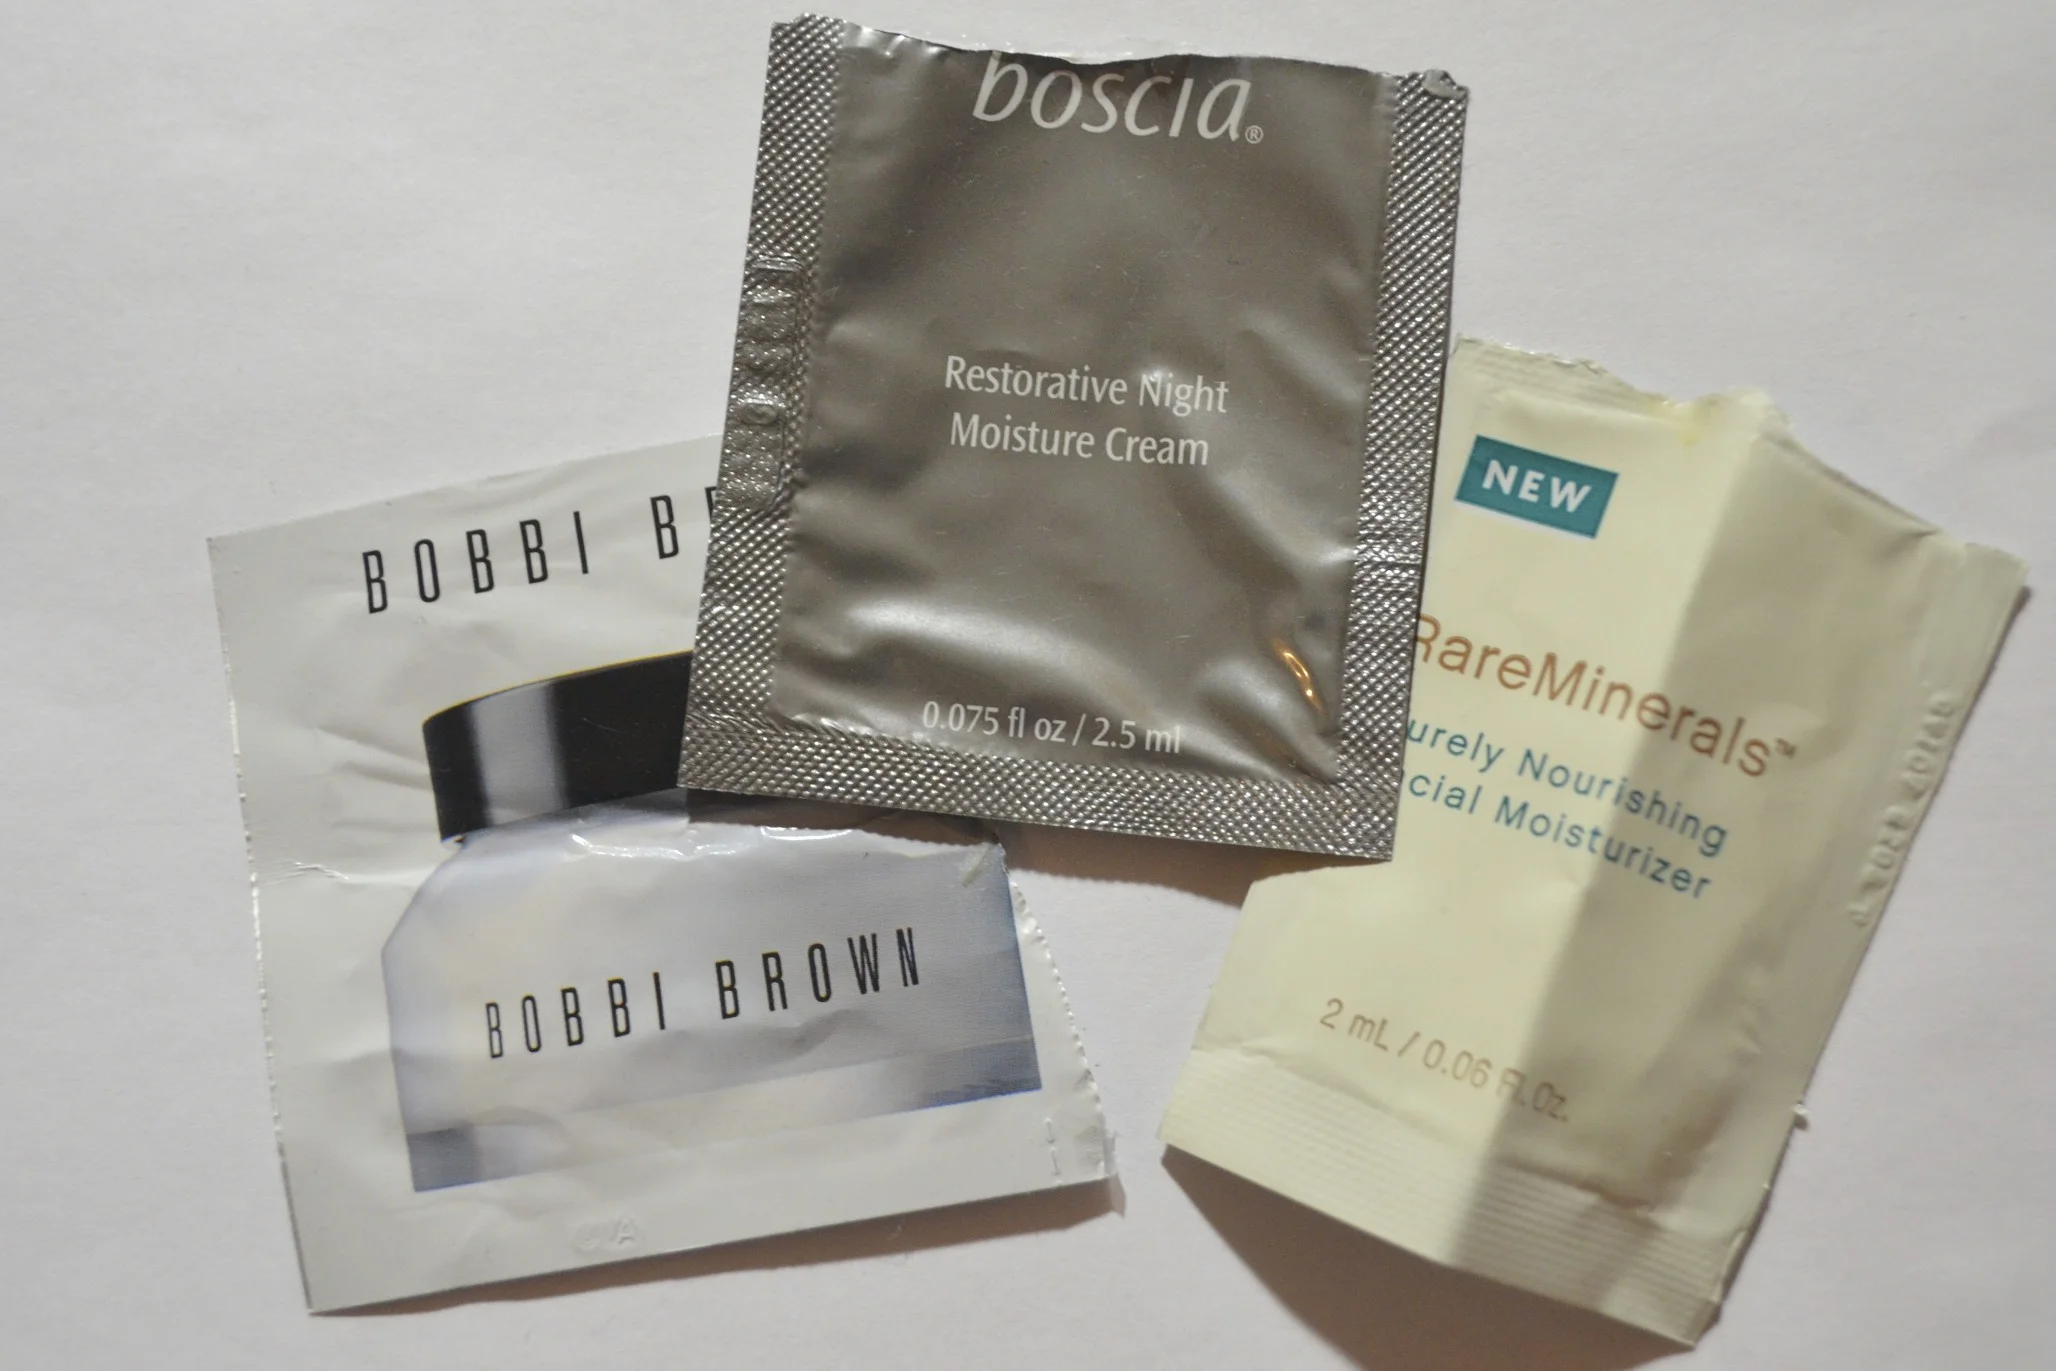 boscia®
Restorative Night
Moisture Cream
0.075 fl oz / 2.5 ml
BOBBI B
BOBBI BROWN
NEW
RareMinerals™
urely Nourishing
cial Moisturizer
2 mL / 0.06 Fl. Oz.